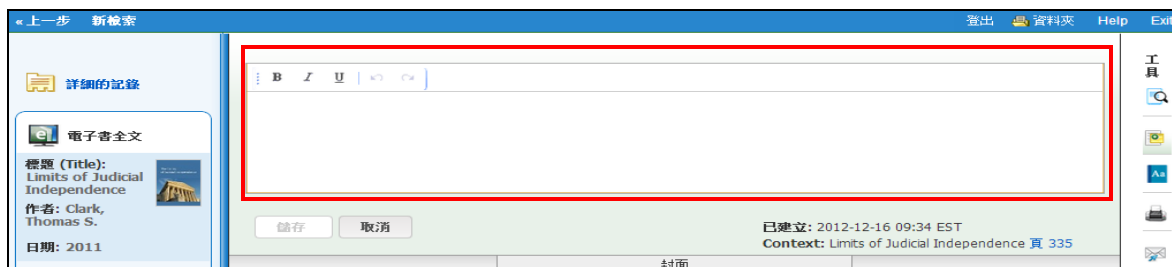 «上一步 新檢索 登出 資料夾 Help Exit
工具
詳細的記錄
B I U
e 電子書全文
標題 (Title):
Limits of Judicial
Independence
作者: Clark,
Thomas S.
日期: 2011
Aa
儲存 取消
已建立: 2012-12-16 09:34 EST
Context: Limits of Judicial Independence 頁 335
封面